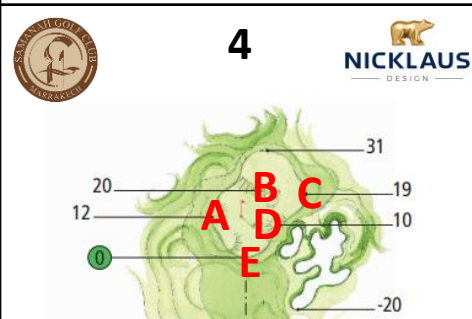 SAMANAH GOLF CLUB
MARRAKECH
4
NICKLAUS
DESIGN
31
20
B
C
19
12
A
D
10
0
E
-20